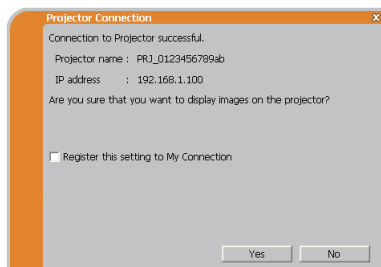 Projector Connection X
Connection to Projector successful.
Projector name : PRJ_0123456789ab
IP address : 192.168.1.100
Are you sure that you want to display images on the projector?
Register this setting to My Connection
Yes No